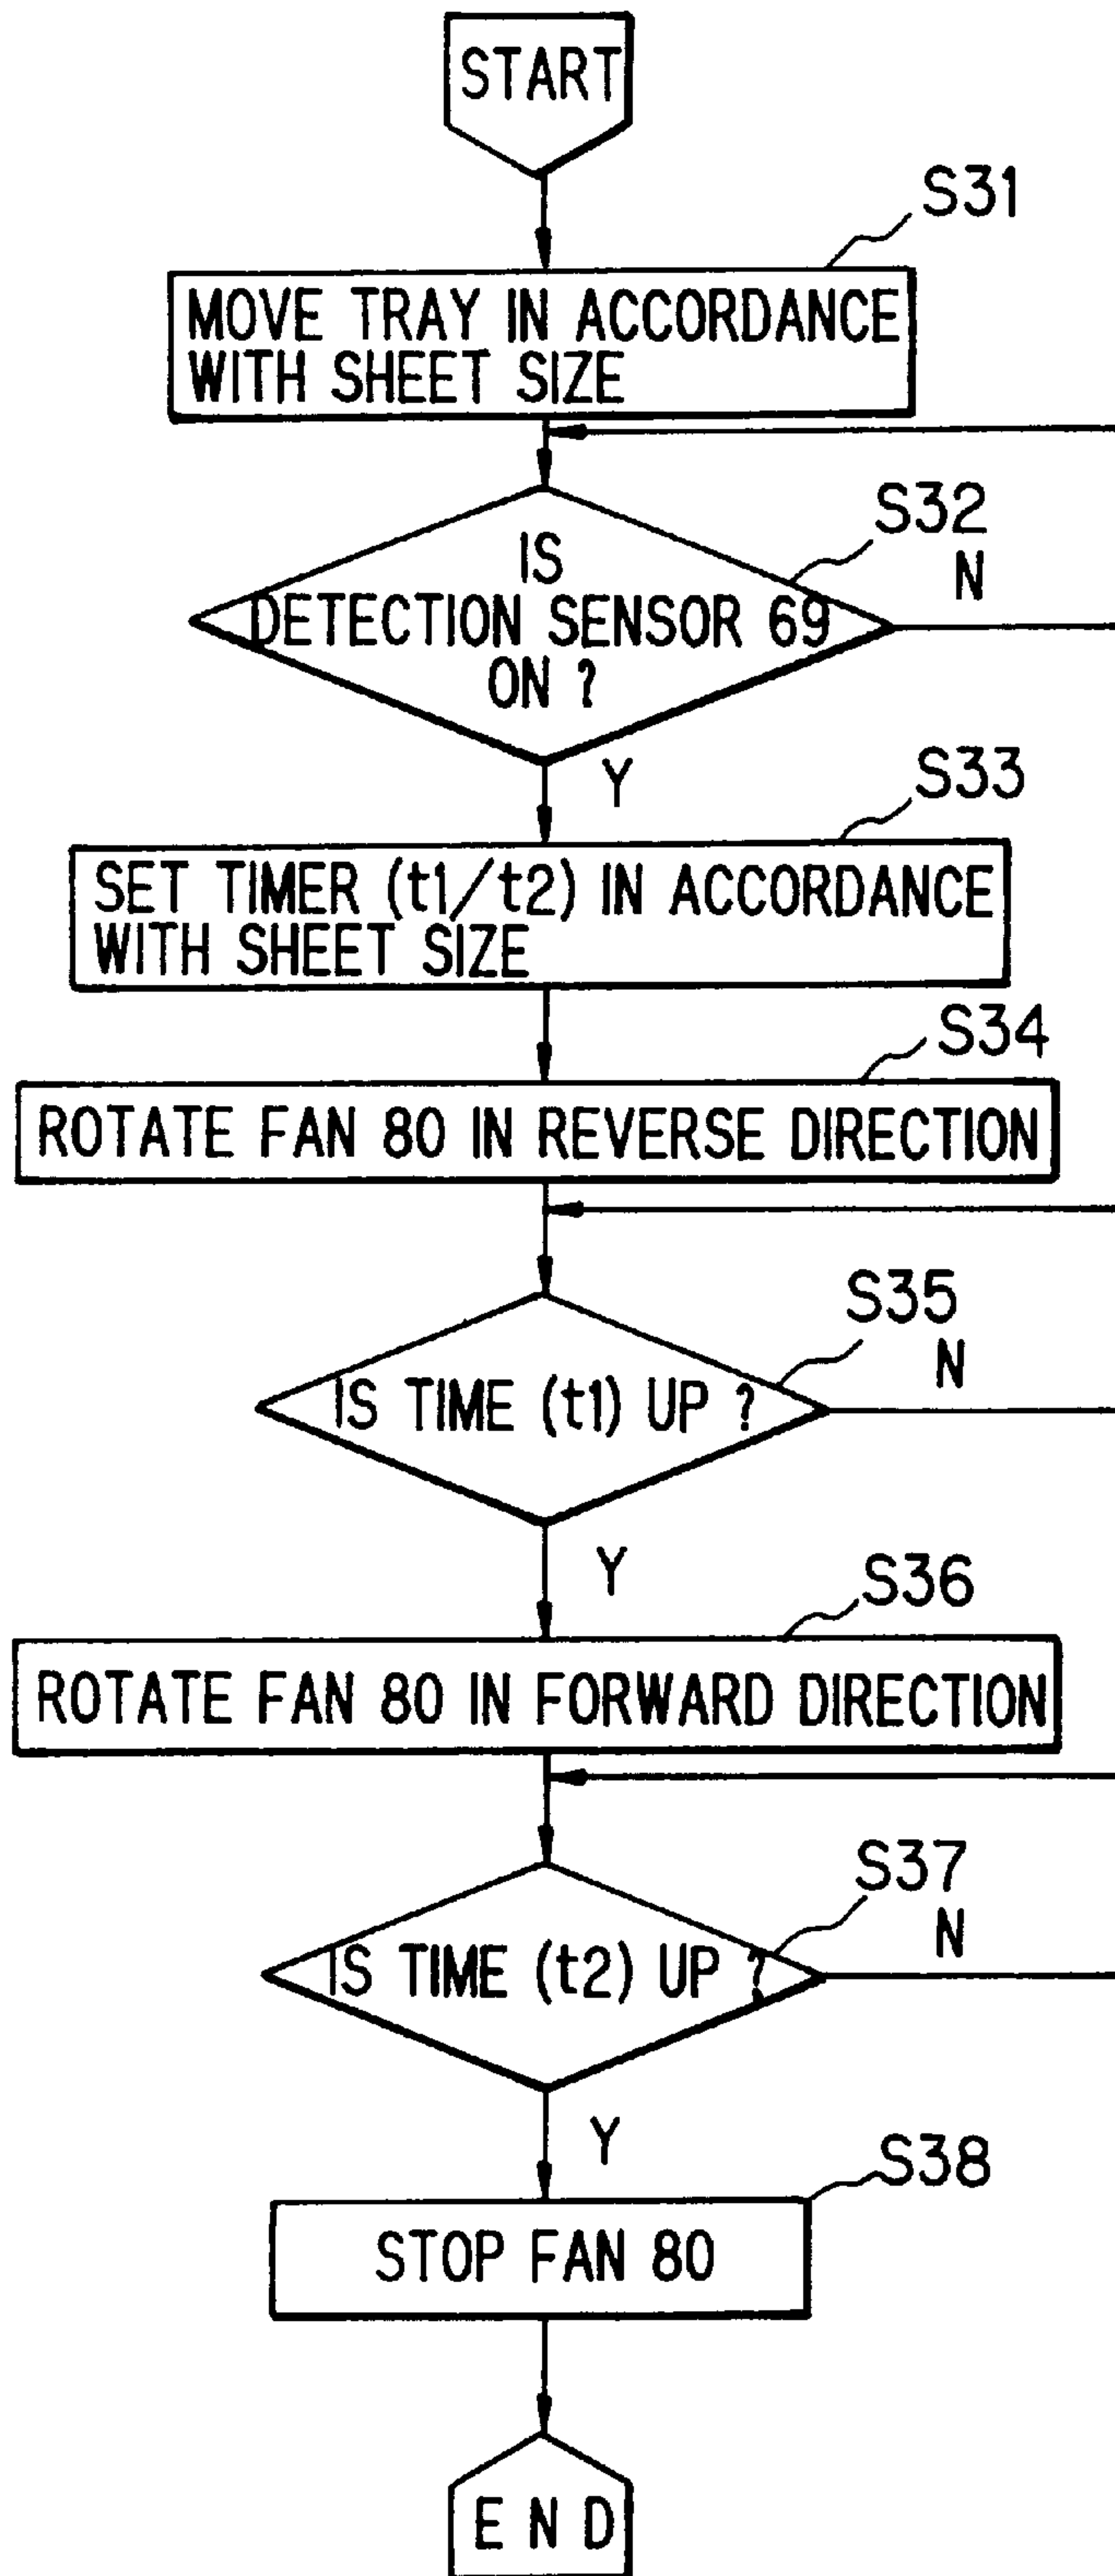 START
S31
MOVE TRAY IN ACCORDANCE
WITH SHEET SIZE
S32
N
IS
DETECTION SENSOR 69
ON ?
Y
S33
SET TIMER (t1/t2) IN ACCORDANCE
WITH SHEET SIZE
S34
ROTATE FAN 80 IN REVERSE DIRECTION
S35
N
IS TIME (t1) UP ?
Y
S36
ROTATE FAN 80 IN FORWARD DIRECTION
S37
N
IS TIME (t2) UP ?
Y
S38
STOP FAN 80
END